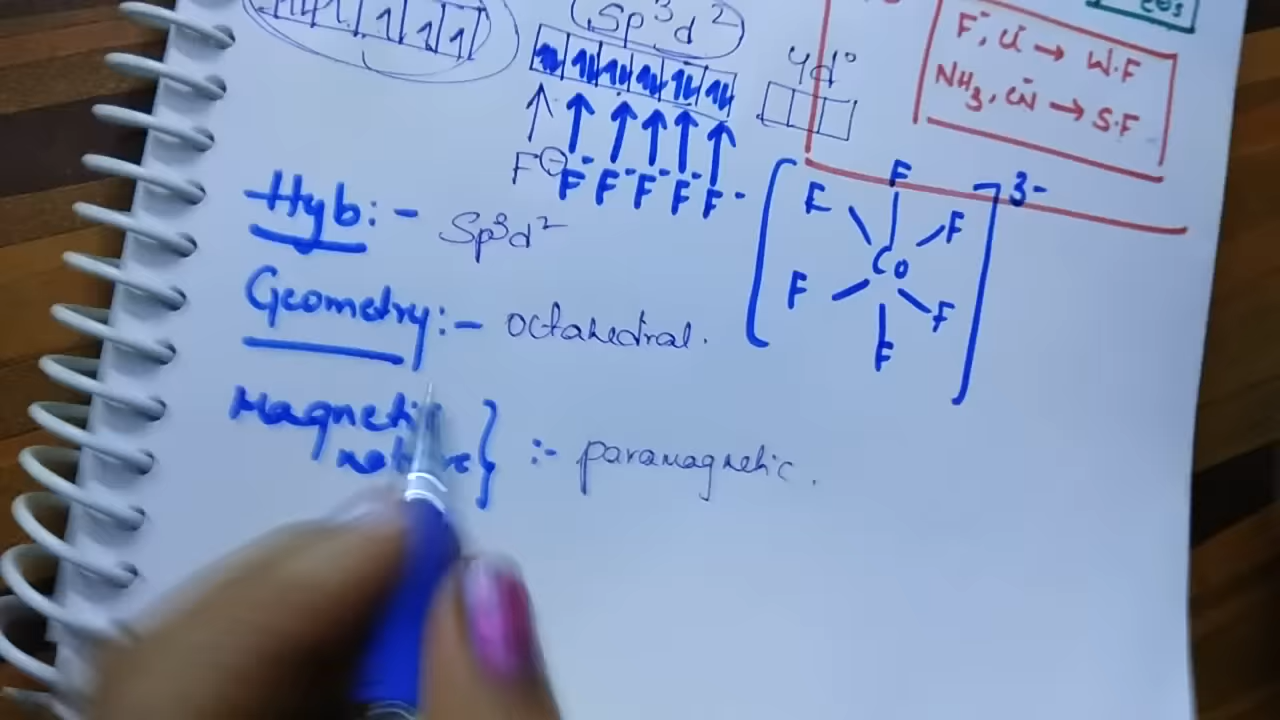 (Sp³d²)
4d°
F⁻, Cl⁻ → W.F
NH₃, CN⁻ → S.F
F⊖ F⁻ F⁻ F⁻ F⁻ F⁻
Hyb:- Sp³d²
Geometry:- octahedral.
Magnetic
nature } :- paramagnetic.
[ F 3-
F F
Co
F F
F ]